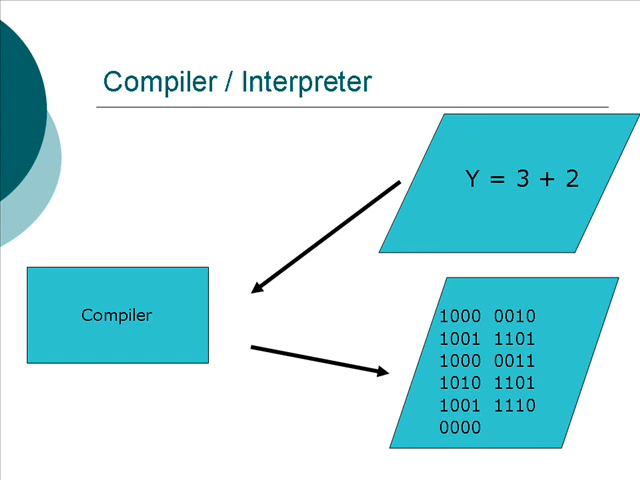 Compiler / Interpreter
Y = 3 + 2
Compiler
1000 0010
1001 1101
1000 0011
1010 1101
1001 1110
0000